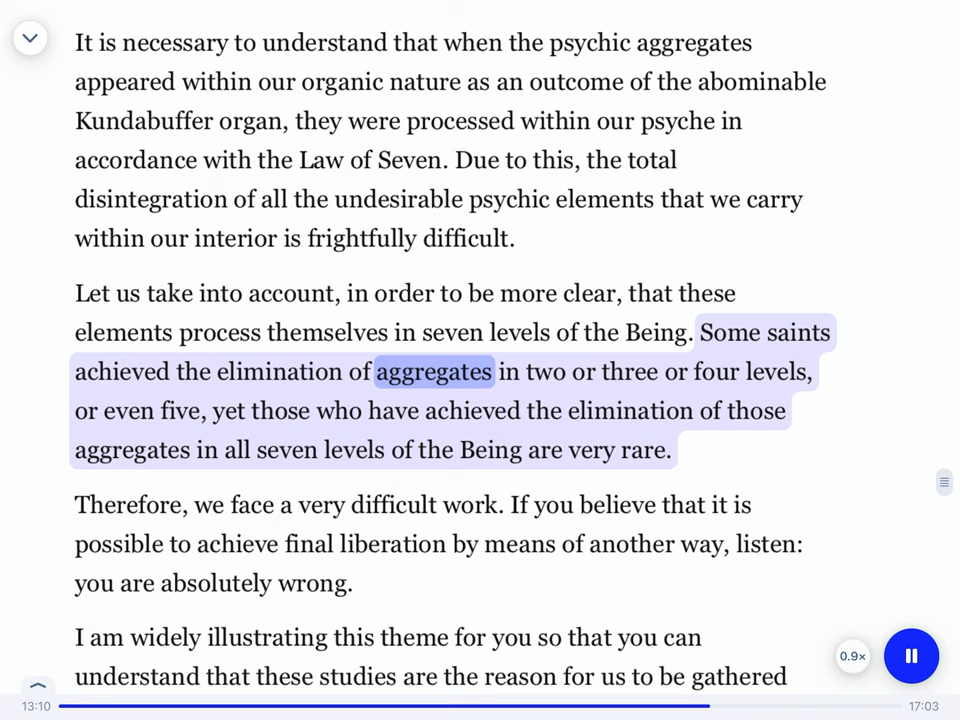 It is necessary to understand that when the psychic aggregates
appeared within our organic nature as an outcome of the abominable
Kundabuffer organ, they were processed within our psyche in
accordance with the Law of Seven. Due to this, the total
disintegration of all the undesirable psychic elements that we carry
within our interior is frightfully difficult.
Let us take into account, in order to be more clear, that these
elements process themselves in seven levels of the Being. Some saints
achieved the elimination of aggregates in two or three or four levels,
or even five, yet those who have achieved the elimination of those
aggregates in all seven levels of the Being are very rare.
Therefore, we face a very difficult work. If you believe that it is
possible to achieve final liberation by means of another way, listen:
you are absolutely wrong.
I am widely illustrating this theme for you so that you can
understand that these studies are the reason for us to be gathered
0.9×
13:10
17:03